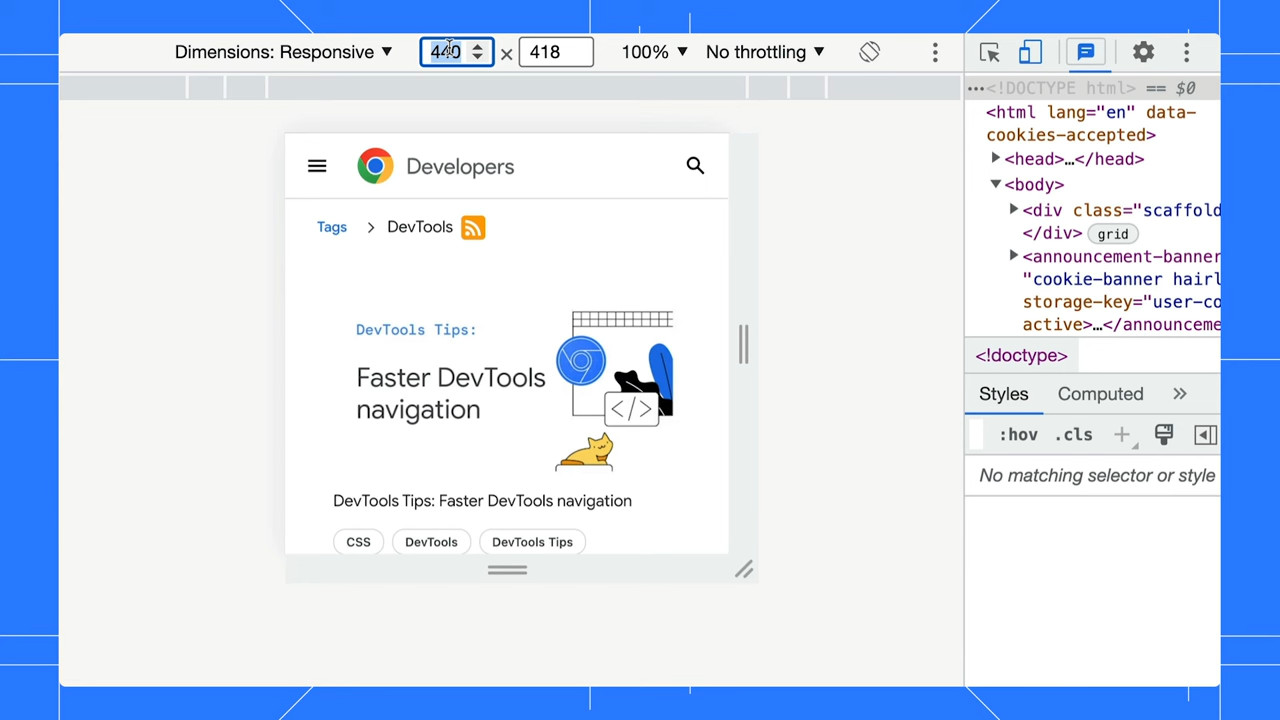 Dimensions: Responsive ▼ 440 × 418 100% ▼ No throttling ▼
Developers
Tags > DevTools
DevTools Tips:
Faster DevTools
navigation
</>
DevTools Tips: Faster DevTools navigation
CSS DevTools DevTools Tips
…<!DOCTYPE html> == $0
<html lang="en" data-
cookies-accepted>
<head>…</head>
<body>
<div class="scaffold
</div> grid
<announcement-banner
"cookie-banner hairl
storage-key="user-co
active>…</announceme
<!doctype>
Styles Computed »
:hov .cls +
No matching selector or style